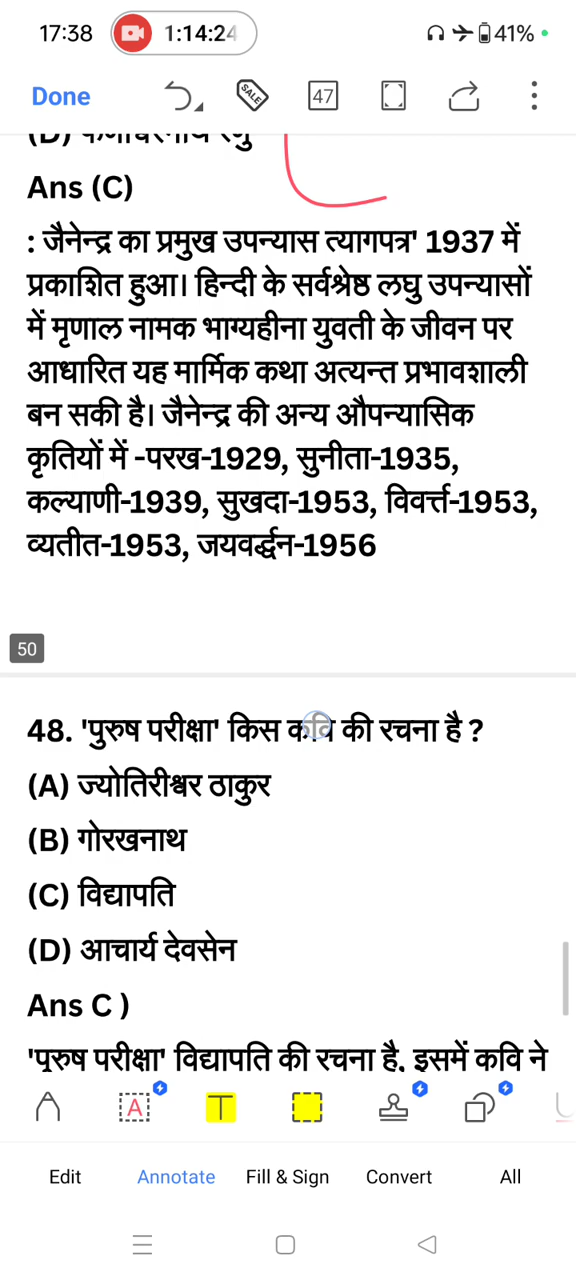 17:38 1:14:24 41%
Done SALE 47
(D) फणीश्वरनाथ रेणु
Ans (C)
: जैनेन्द्र का प्रमुख उपन्यास त्यागपत्र' 1937 में
प्रकाशित हुआ। हिन्दी के सर्वश्रेष्ठ लघु उपन्यासों
में मृणाल नामक भाग्यहीना युवती के जीवन पर
आधारित यह मार्मिक कथा अत्यन्त प्रभावशाली
बन सकी है। जैनेन्द्र की अन्य औपन्यासिक
कृतियों में -परख-1929, सुनीता-1935,
कल्याणी-1939, सुखदा-1953, विवर्त्त-1953,
व्यतीत-1953, जयवर्द्धन-1956
50
48. 'पुरुष परीक्षा' किस कवि की रचना है ?
(A) ज्योतिरीश्वर ठाकुर
(B) गोरखनाथ
(C) विद्यापति
(D) आचार्य देवसेन
Ans C )
'पुरुष परीक्षा' विद्यापति की रचना है, इसमें कवि ने
A T
Edit Annotate Fill & Sign Convert All